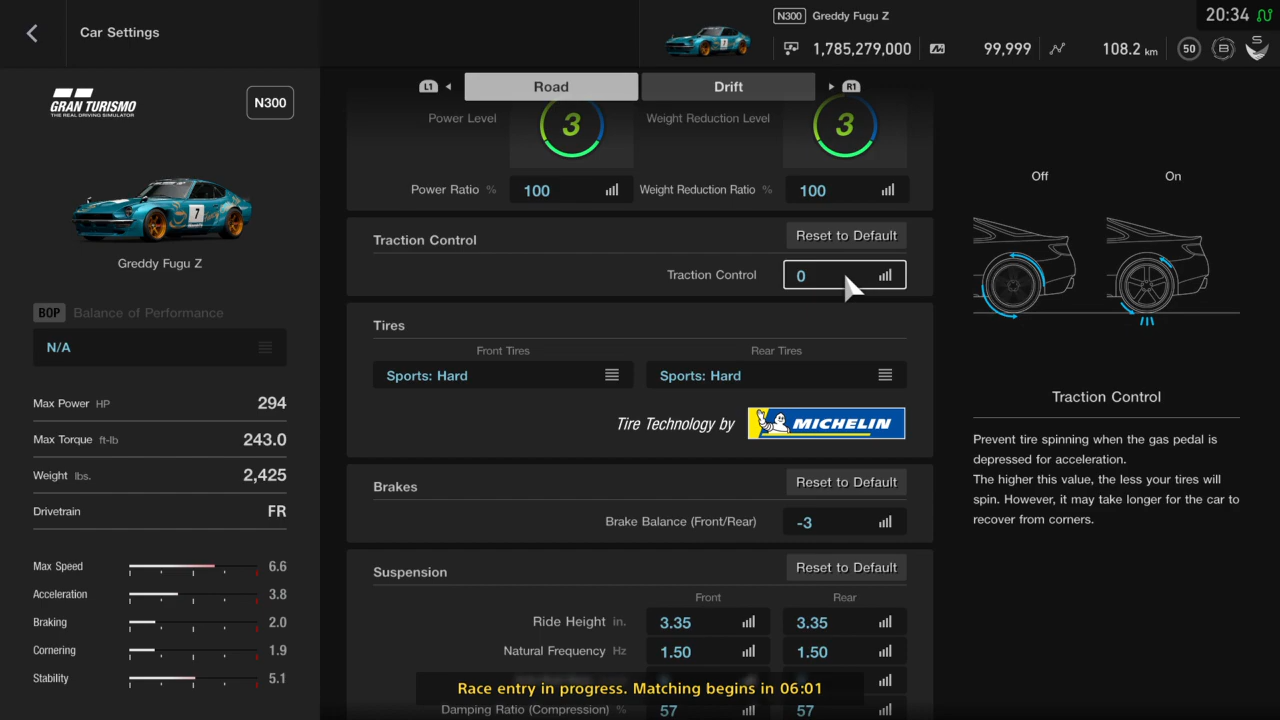 Car Settings
N300 Greddy Fugu Z
1,785,279,000 99,999 108.2 km 50 B S
20:34
L1 Road Drift R1
GRAN TURISMO
THE REAL DRIVING SIMULATOR
N300
7
Greddy Fugu Z
BOP Balance of Performance
N/A
Max Power HP 294
Max Torque ft-lb 243.0
Weight lbs. 2,425
Drivetrain FR
Max Speed 6.6
Acceleration 3.8
Braking 2.0
Cornering 1.9
Stability 5.1
Power Level 3 Weight Reduction Level 3
Power Ratio % 100 Weight Reduction Ratio % 100
Traction Control Reset to Default
Traction Control 0
Tires
Front Tires Rear Tires
Sports: Hard Sports: Hard
Tire Technology by MICHELIN
Brakes Reset to Default
Brake Balance (Front/Rear) -3
Suspension Reset to Default
Front Rear
Ride Height in. 3.35 3.35
Natural Frequency Hz 1.50 1.50
Race entry in progress. Matching begins in 06:01
Damping Ratio (Compression) % 57 57
Off On
Traction Control
Prevent tire spinning when the gas pedal is
depressed for acceleration.
The higher this value, the less your tires will
spin. However, it may take longer for the car to
recover from corners.